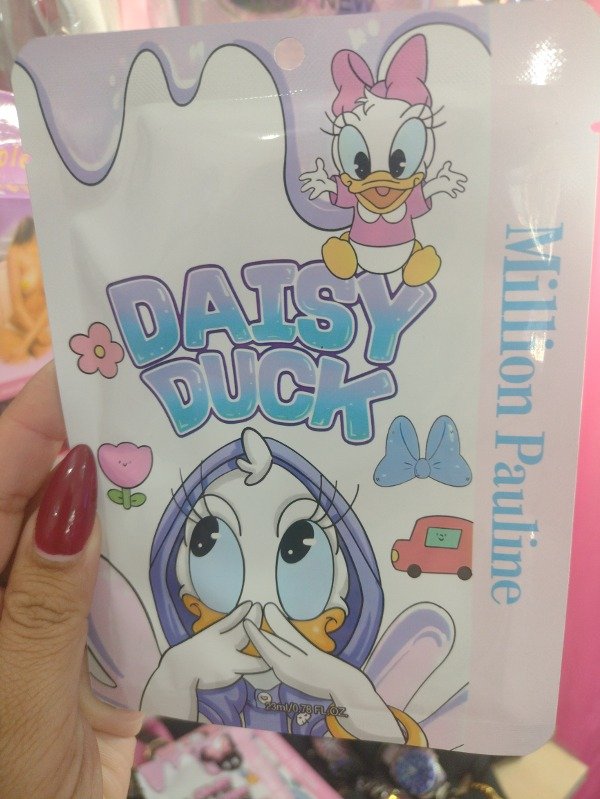 DAISY
DUCK
Million Pauline
23ml/0.78 FL.OZ.